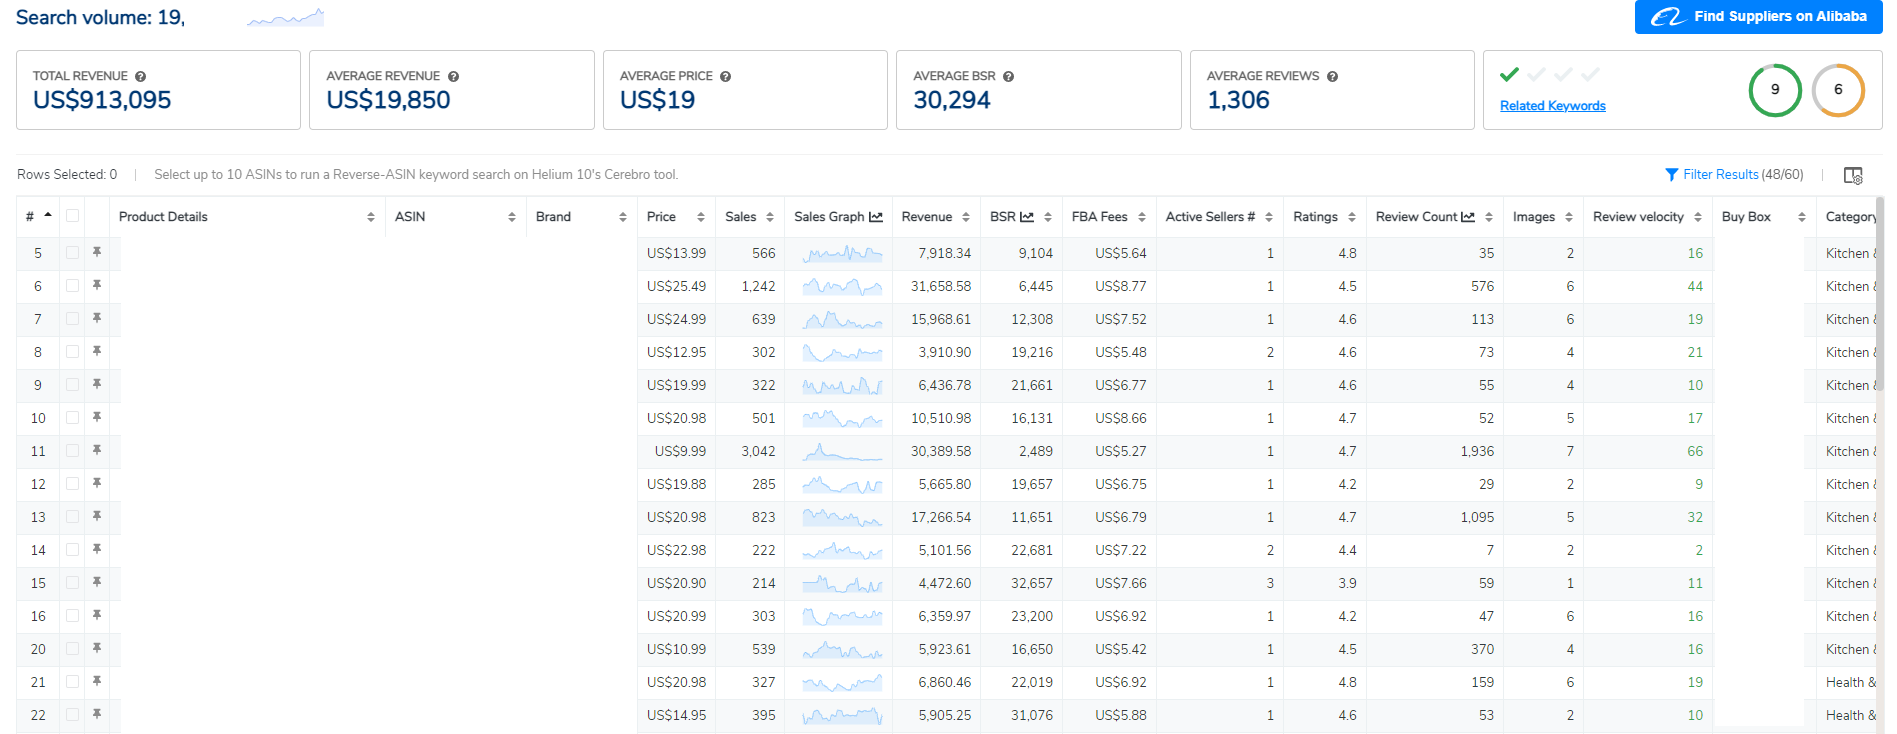 Search volume: 19,
Find Suppliers on Alibaba
TOTAL REVENUE
US$913,095
AVERAGE REVENUE
US$19,850
AVERAGE PRICE
US$19
AVERAGE BSR
30,294
AVERAGE REVIEWS
1,306
Related Keywords
9
6
Rows Selected: 0 | Select up to 10 ASINs to run a Reverse-ASIN keyword search on Helium 10's Cerebro tool.
Filter Results (48/60)
# Product Details ASIN Brand Price Sales Sales Graph Revenue BSR FBA Fees Active Sellers # Ratings Review Count Images Review velocity Buy Box Category
5 US$13.99 566 7,918.34 9,104 US$5.64 1 4.8 35 2 16 Kitchen &
6 US$25.49 1,242 31,658.58 6,445 US$8.77 1 4.5 576 6 44 Kitchen &
7 US$24.99 639 15,968.61 12,308 US$7.52 1 4.6 113 6 19 Kitchen &
8 US$12.95 302 3,910.90 19,216 US$5.48 2 4.6 73 4 21 Kitchen &
9 US$19.99 322 6,436.78 21,661 US$6.77 1 4.6 55 4 10 Kitchen &
10 US$20.98 501 10,510.98 16,131 US$8.66 1 4.7 52 5 17 Kitchen &
11 US$9.99 3,042 30,389.58 2,489 US$5.27 1 4.7 1,936 7 66 Kitchen &
12 US$19.88 285 5,665.80 19,657 US$6.75 1 4.2 29 2 9 Kitchen &
13 US$20.98 823 17,266.54 11,651 US$6.79 1 4.7 1,095 5 32 Kitchen &
14 US$22.98 222 5,101.56 22,681 US$7.22 2 4.4 7 2 2 Kitchen &
15 US$20.90 214 4,472.60 32,657 US$7.66 3 3.9 59 1 11 Kitchen &
16 US$20.99 303 6,359.97 23,200 US$6.92 1 4.2 47 6 16 Kitchen &
20 US$10.99 539 5,923.61 16,650 US$5.42 1 4.5 370 4 16 Kitchen &
21 US$20.98 327 6,860.46 22,019 US$6.92 1 4.8 159 6 19 Health &
22 US$14.95 395 5,905.25 31,076 US$5.88 1 4.6 53 2 10 Health &